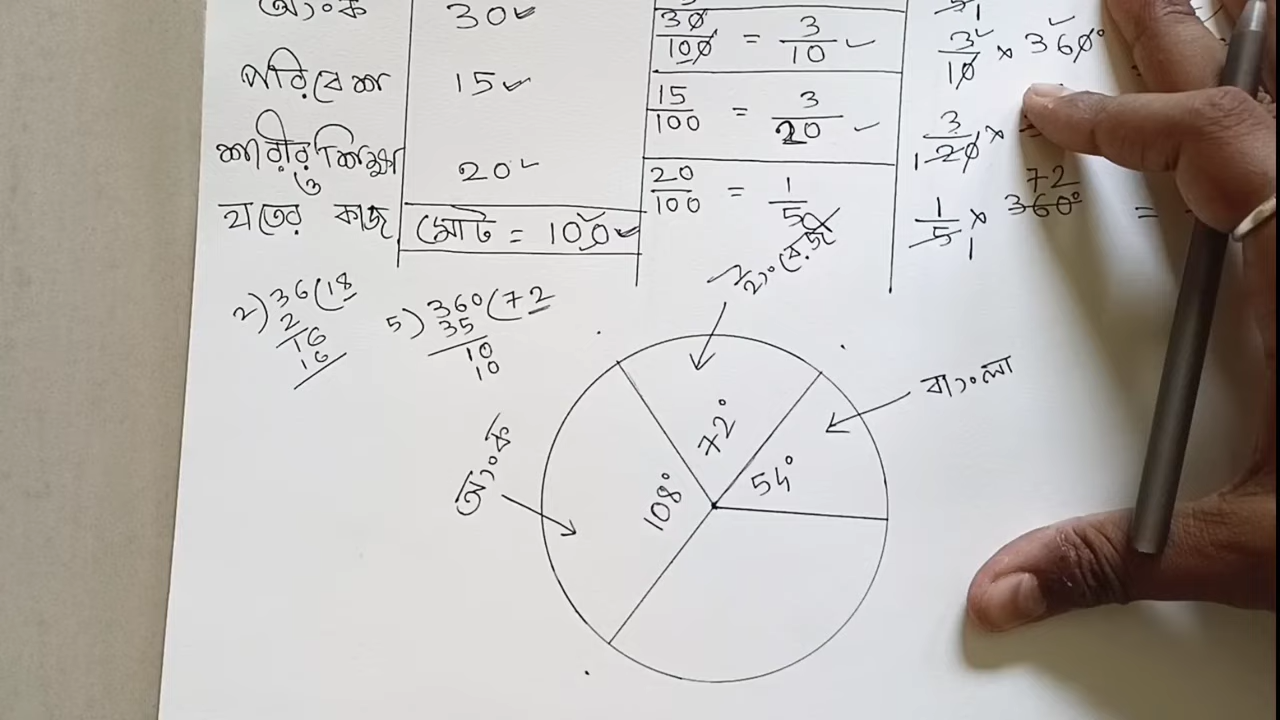 অংক 30✓ 30/100 = 3/10 ✓ 3/10 × 360°
পরিবেশ 15✓ 15/100 = 3/20 ✓ 3/20 ×
শারীর শিক্ষা
ও
হাতের কাজ 20✓ 20/100 = 1/5 1/5 × 360° =
72
1
মোট = 100✓
2)36(18
2
16
16
5)360(72
35
10
10
বাংলা
72°
54°
অংক
108°